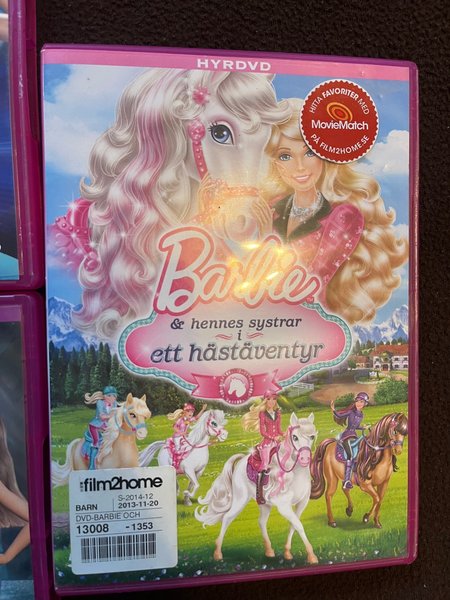 HYRDVD
HITTA FAVORITER MED
MovieMatch
PÅ FILM2HOME.SE
Barbie
& hennes systrar
i
ett hästäventyr
film2home
S-2014-12
BARN 2013-11-20
DVD-BARBIE OCH
13008 -1353